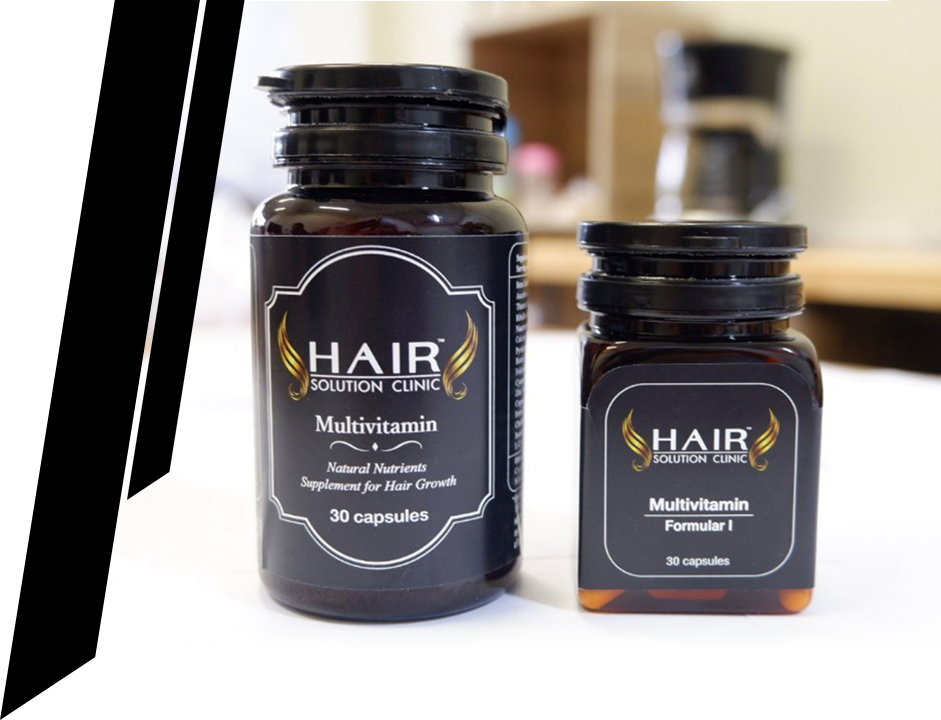 HAIR™
SOLUTION CLINIC
Multivitamin
Natural Nutrients
Supplement for Hair Growth
30 capsules
HAIR™
SOLUTION CLINIC
Multivitamin
Formular I
30 capsules